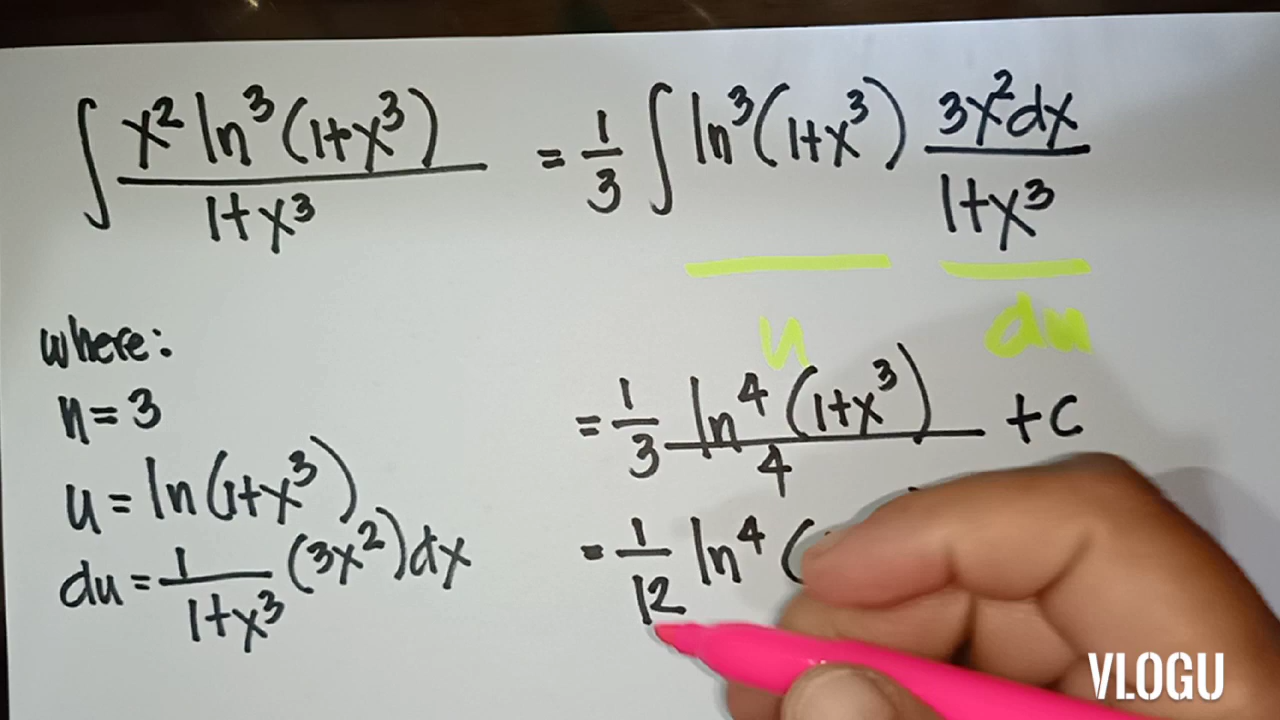 ∫ x² ln³(1+x³) / 1+x³ = 1/3 ∫ ln³(1+x³) 3x²dx / 1+x³
u du
where:
n = 3
u = ln(1+x³)
du = 1/1+x³ (3x²)dx
= 1/3 ln⁴(1+x³)/4 + C
= 1/12 ln⁴(
VLOGU